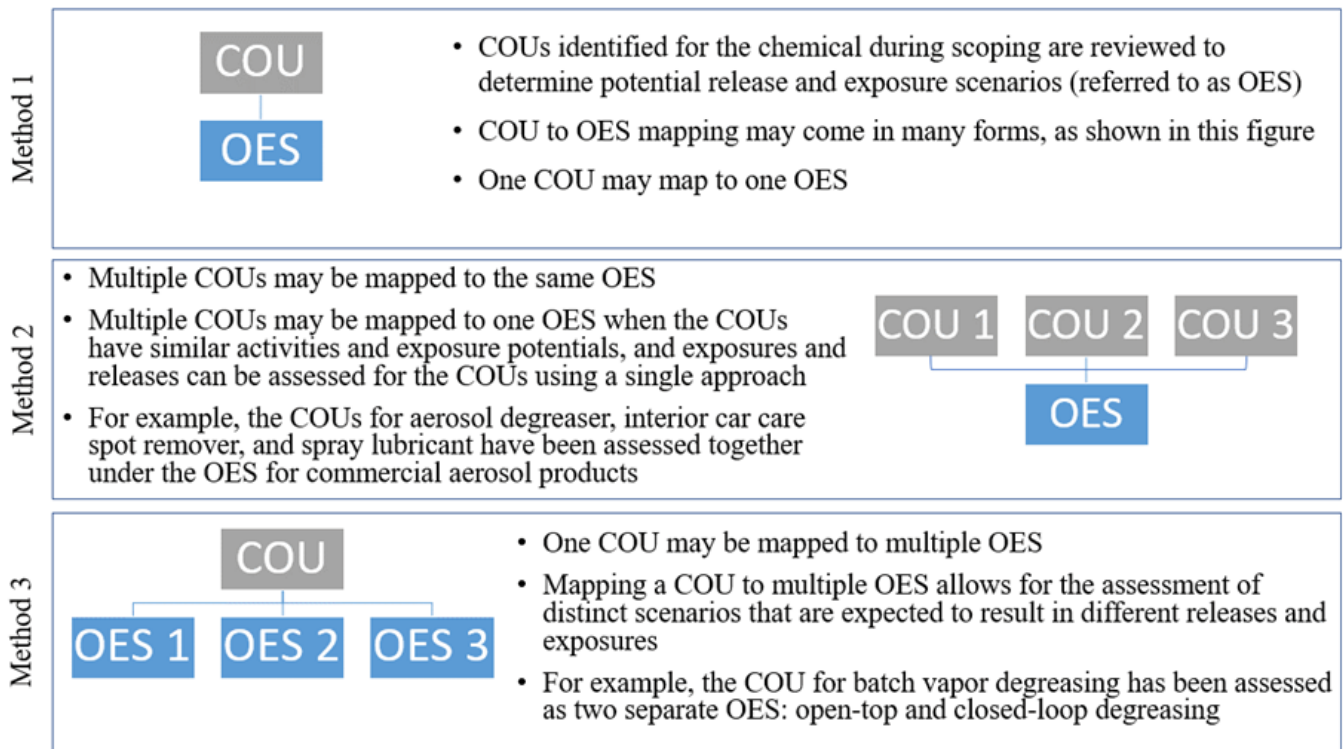 Method 1
COU
OES
• COUs identified for the chemical during scoping are reviewed to
determine potential release and exposure scenarios (referred to as OES)
• COU to OES mapping may come in many forms, as shown in this figure
• One COU may map to one OES
Method 2
• Multiple COUs may be mapped to the same OES
• Multiple COUs may be mapped to one OES when the COUs
have similar activities and exposure potentials, and exposures and
releases can be assessed for the COUs using a single approach
• For example, the COUs for aerosol degreaser, interior car care
spot remover, and spray lubricant have been assessed together
under the OES for commercial aerosol products
COU 1 COU 2 COU 3
OES
Method 3
COU
OES 1 OES 2 OES 3
• One COU may be mapped to multiple OES
• Mapping a COU to multiple OES allows for the assessment of
distinct scenarios that are expected to result in different releases and
exposures
• For example, the COU for batch vapor degreasing has been assessed
as two separate OES: open-top and closed-loop degreasing